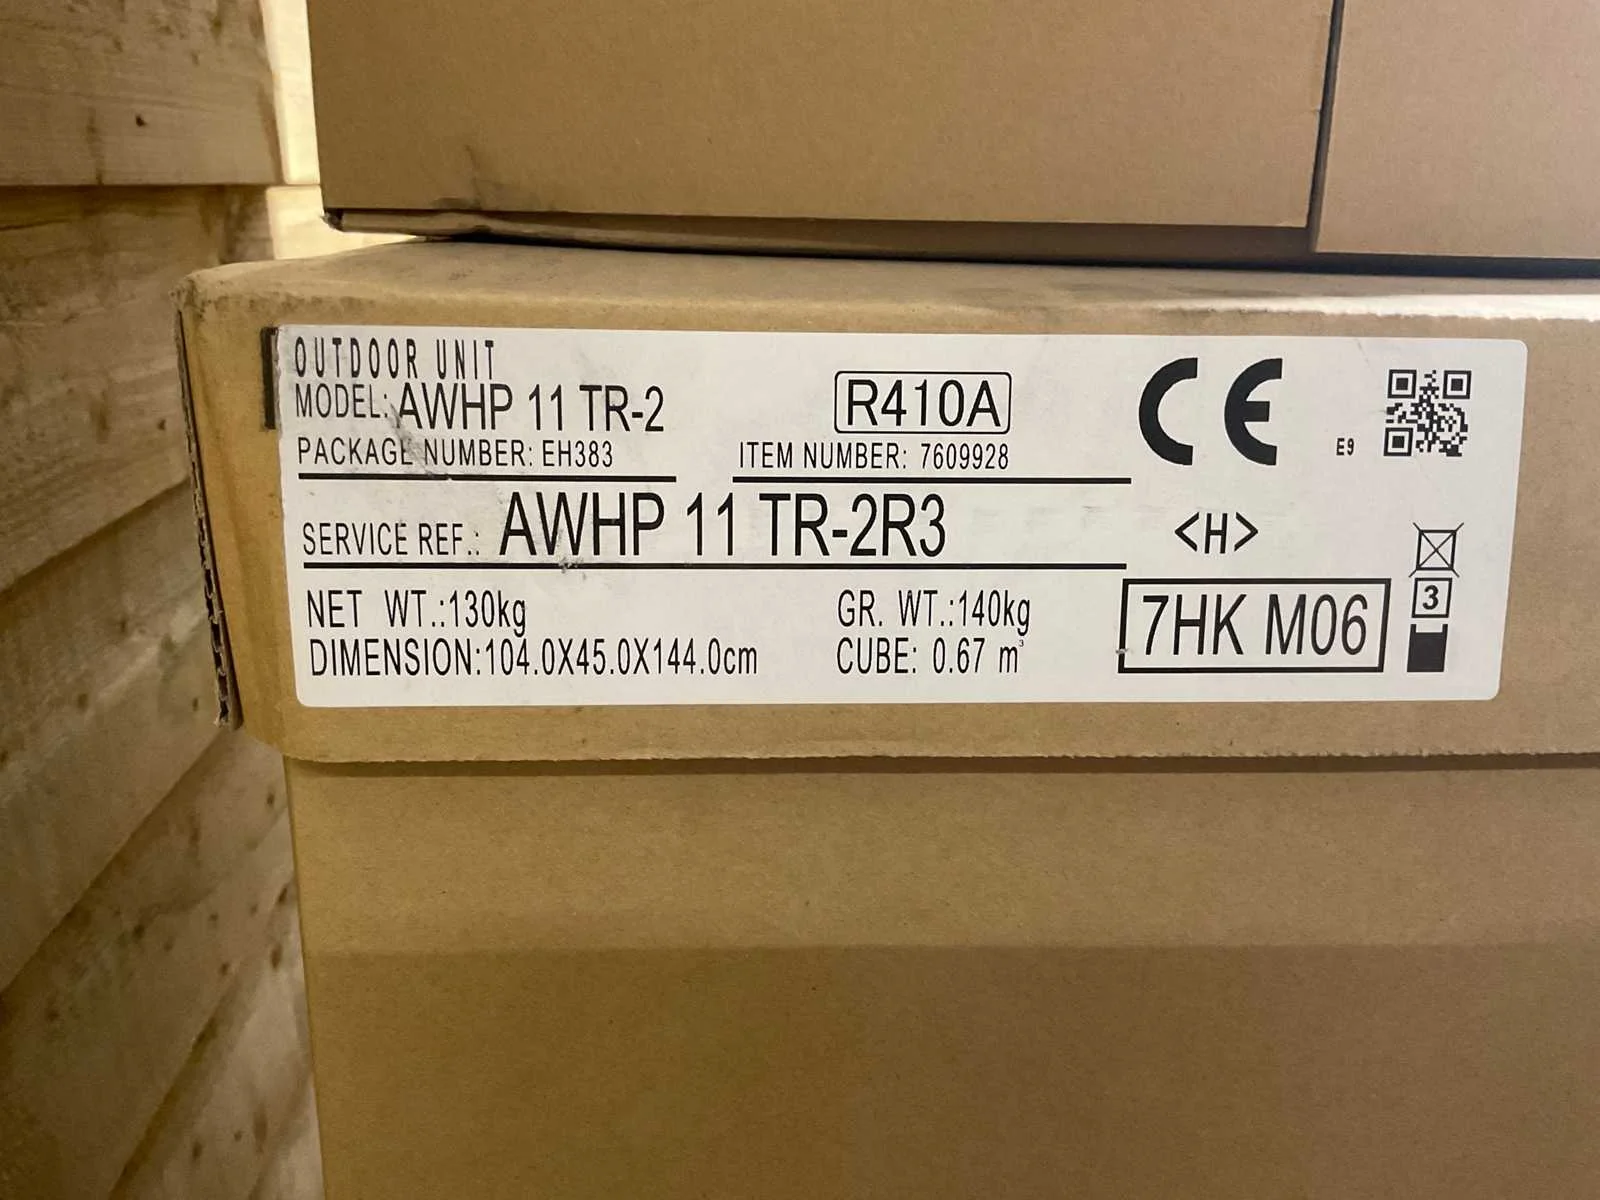 OUTDOOR UNIT
MODEL: AWHP 11 TR-2
R410A
CE
PACKAGE NUMBER: EH383
ITEM NUMBER: 7609928
E9
SERVICE REF.: AWHP 11 TR-2R3
<H>
NET WT.:130kg
GR. WT.:140kg
7HK M06
3
DIMENSION:104.0X45.0X144.0cm
CUBE: 0.67 m³